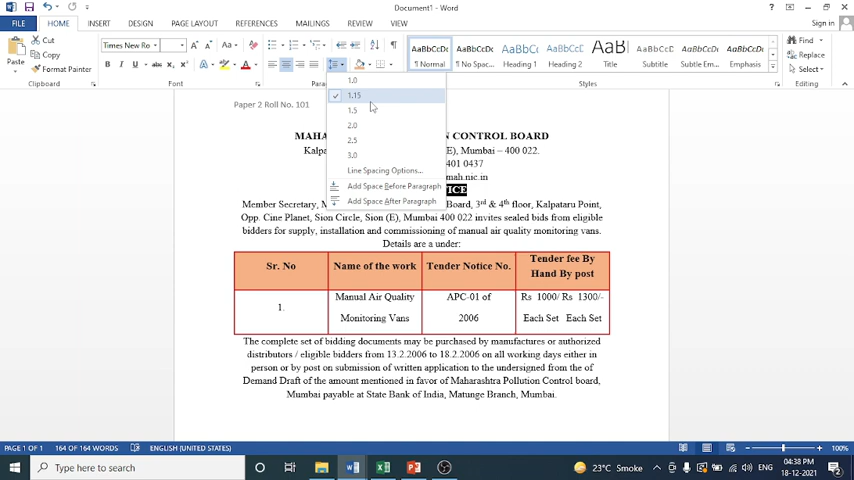 Document1 - Word
Sign in
FILE HOME INSERT DESIGN PAGE LAYOUT REFERENCES MAILINGS REVIEW VIEW
Paste
Cut
Copy
Format Painter
Clipboard
Times New Ro
Aa
B I U abc X₂ X²
Font
AaBbCcDc
¶ Normal
AaBbCcDc
¶ No Spac...
AaBbCc
Heading 1
AaBbCc
Heading 2
AaB
Title
AaBbCcC
Subtitle
AaBbCcDc
Subtle Em...
AaBbCcDc
Emphasis
Styles
Find
Replace
Select
Editing
1.0
1.15
1.5
2.0
2.5
3.0
Line Spacing Options...
Add Space Before Paragraph
Add Space After Paragraph
Paper 2 Roll No. 101
MAHA N CONTROL BOARD
Kalpa (E), Mumbai – 400 022.
401 0437
mah.nic.in
ICE
Member Secretary, M Board, 3rd & 4th floor, Kalpataru Point,
Opp. Cine Planet, Sion Circle, Sion (E), Mumbai 400 022 invites sealed bids from eligible
bidders for supply, installation and commissioning of manual air quality monitoring vans.
Details are a under:
Sr. No Name of the work Tender Notice No. Tender fee By Hand By post
1. Manual Air Quality Monitoring Vans APC-01 of 2006 Rs 1000/ Rs 1300/- Each Set Each Set
The complete set of bidding documents may be purchased by manufactures or authorized
distributors / eligible bidders from 13.2.2006 to 18.2.2006 on all working days either in
person or by post on submission of written application to the undersigned from the of
Demand Draft of the amount mentioned in favor of Maharashtra Pollution Control board,
Mumbai payable at State Bank of India, Matunge Branch, Mumbai.
PAGE 1 OF 1 164 OF 164 WORDS ENGLISH (UNITED STATES) 100%
Type here to search
23°C Smoke
ENG
04:38 PM
18-12-2021
2